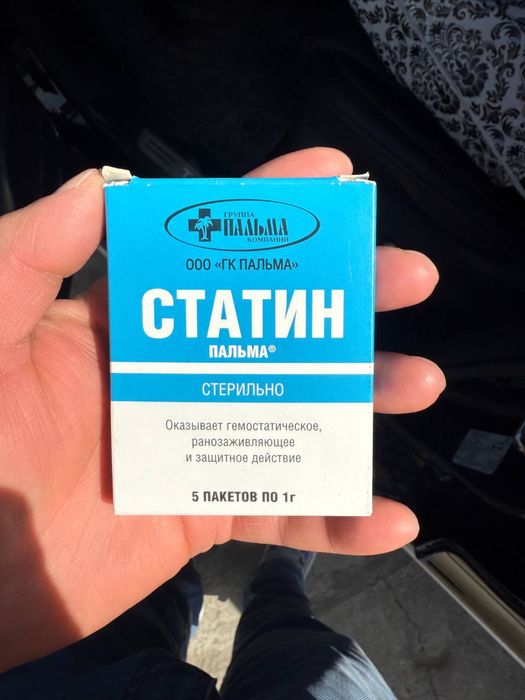 ГРУППА
ПАЛЬМА
КОМПАНИЙ
ООО «ГК ПАЛЬМА»
СТАТИН
ПАЛЬМА®
СТЕРИЛЬНО
Оказывает гемостатическое,
ранозаживляющее
и защитное действие
5 ПАКЕТОВ ПО 1г